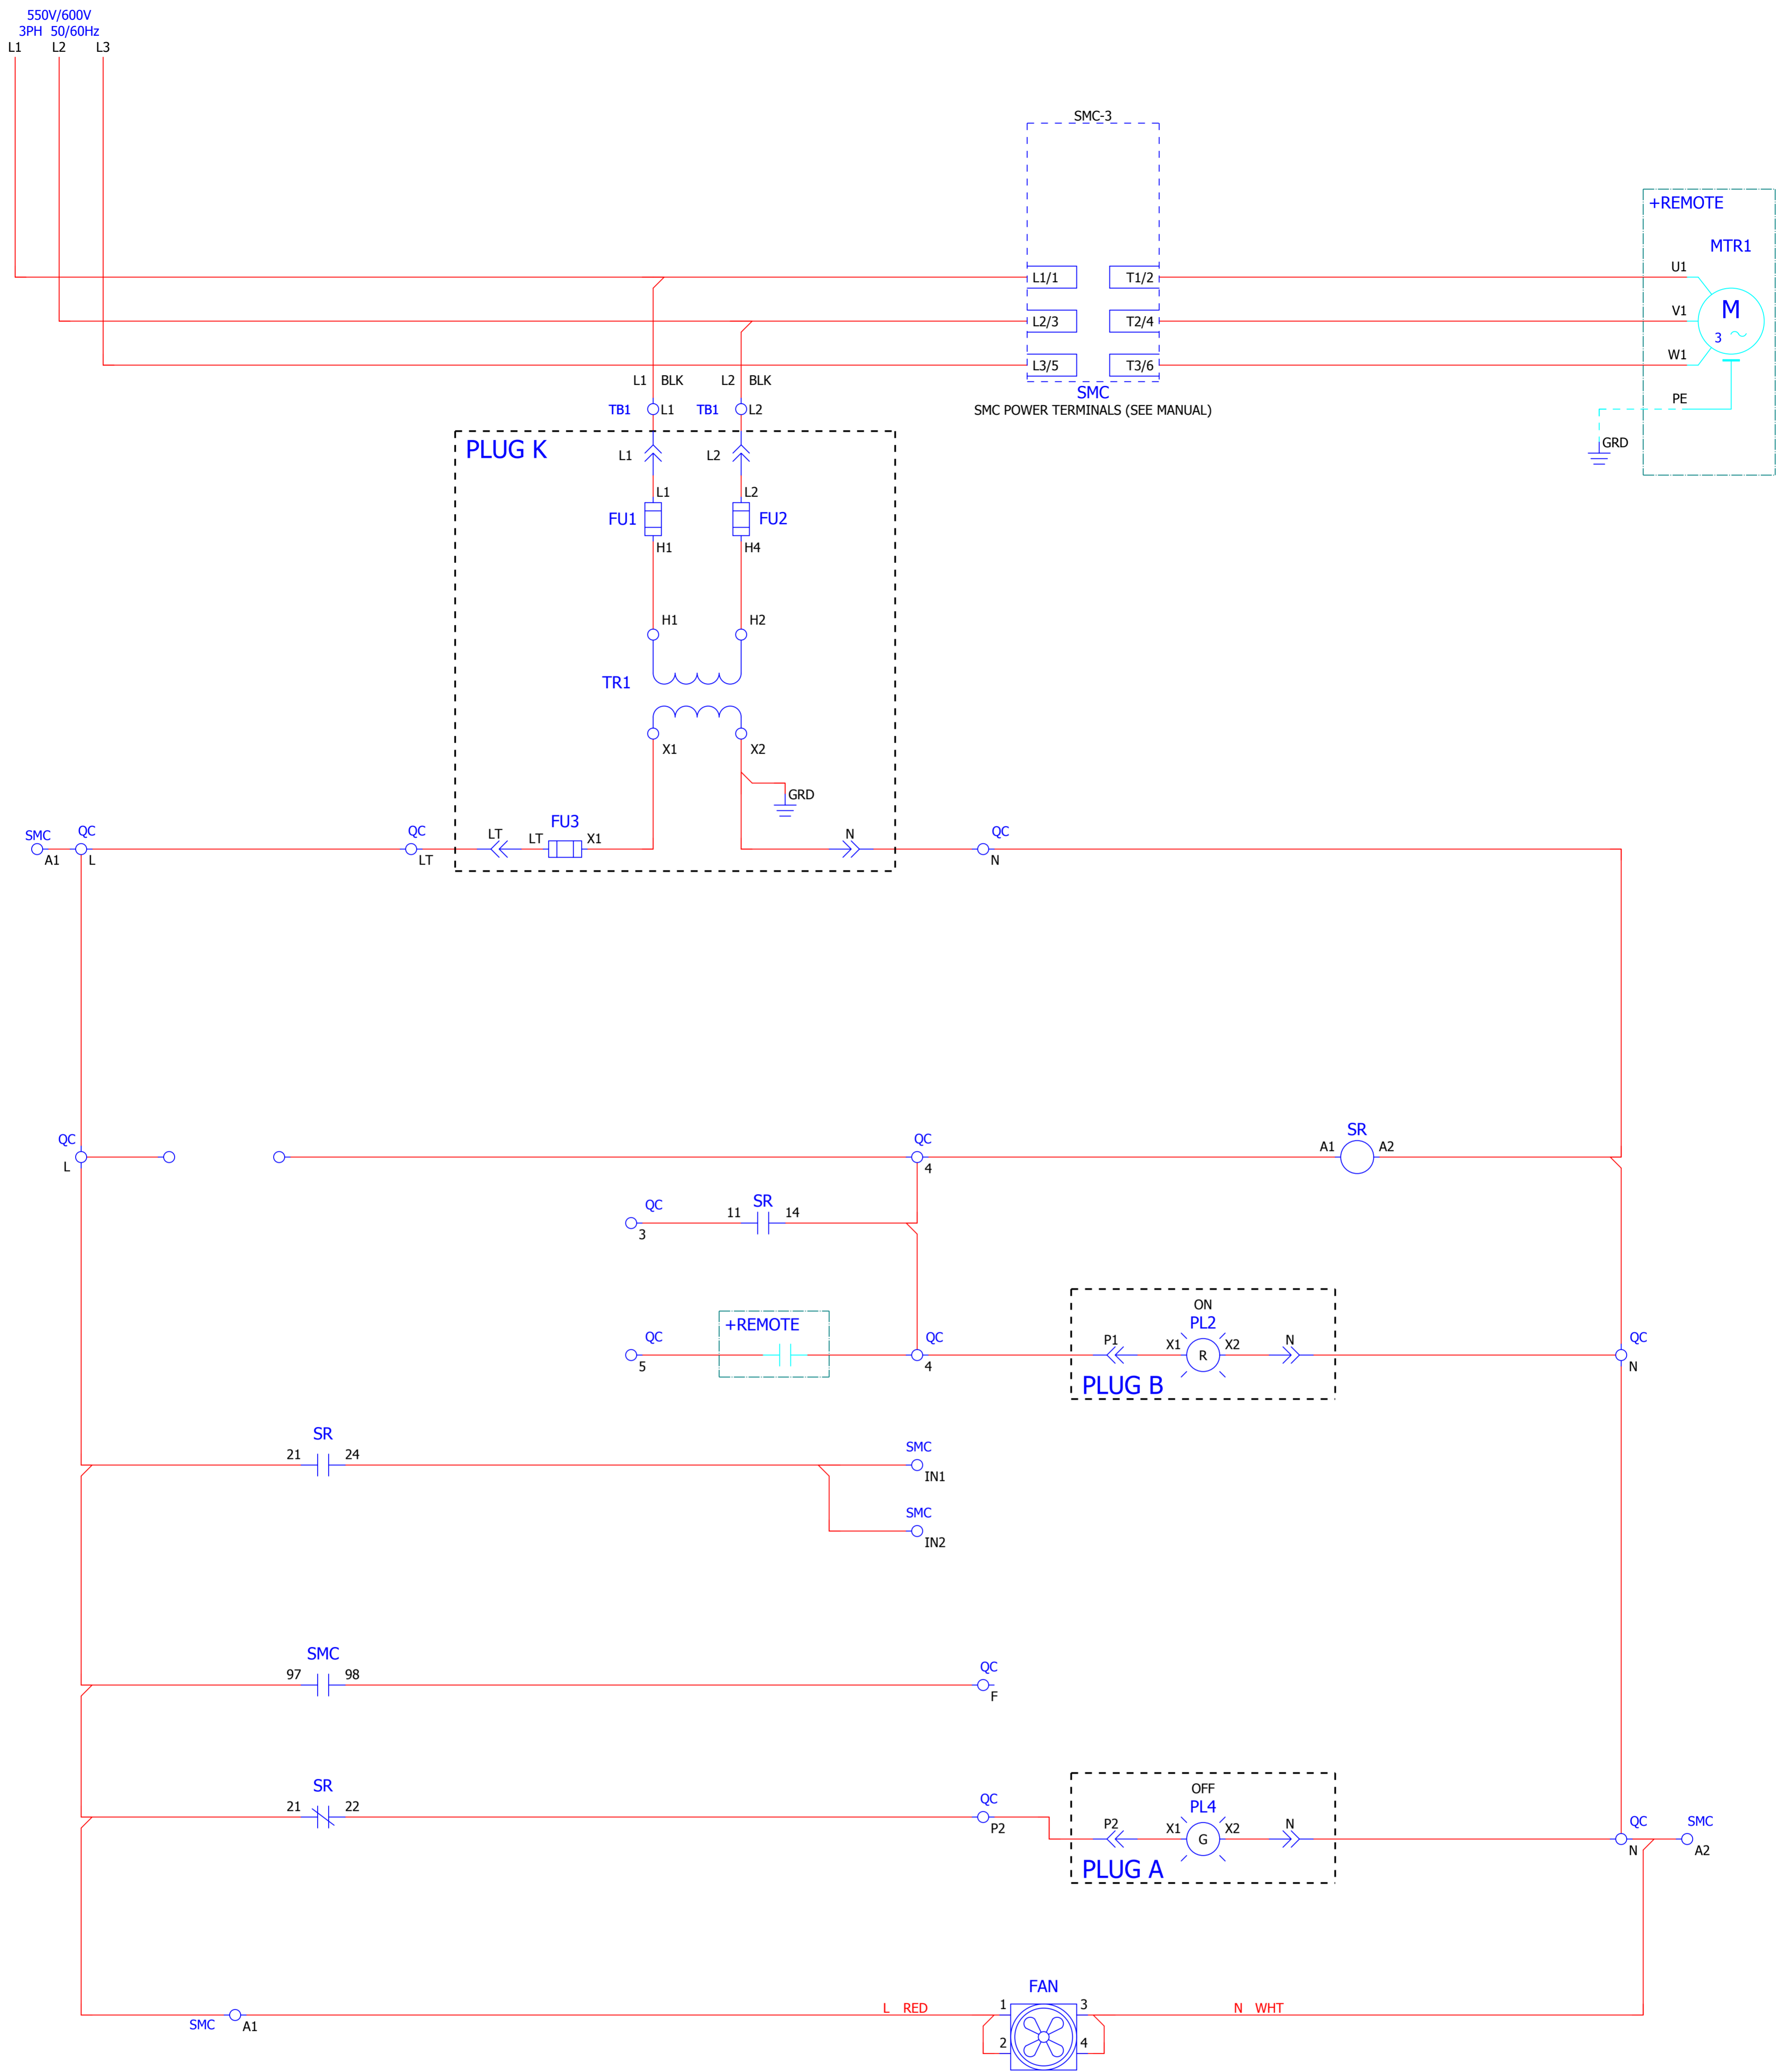 550V/600V
3PH 50/60Hz
L1 L2 L3
SMC-3
+REMOTE
MTR1
U1
L1/1 T1/2
M
3
V1
L2/3 T2/4
W1
L3/5 T3/6
L1 BLK L2 BLK
SMC
PE
TB1 L1 TB1 L2
SMC POWER TERMINALS (SEE MANUAL)
GRD
PLUG K
L1 L2
L1 L2
FU1 FU2
H1 H4
H1 H2
TR1
X1 X2
GRD
FU3
SMC QC QC LT LT X1 N QC
A1 L LT N
SR
QC QC A1 A2
L 4
QC SR
11 14
3
ON
+REMOTE PL2
QC QC P1 X1 X2 N QC
R
5 4 N
PLUG B
SR
21 24 SMC
IN1
SMC
IN2
SMC
97 98 QC
F
SR OFF
21 22 QC PL4
P2 P2 X1 X2 N QC SMC
G
N A2
PLUG A
FAN
L RED 1 3 N WHT
SMC A1
2 4